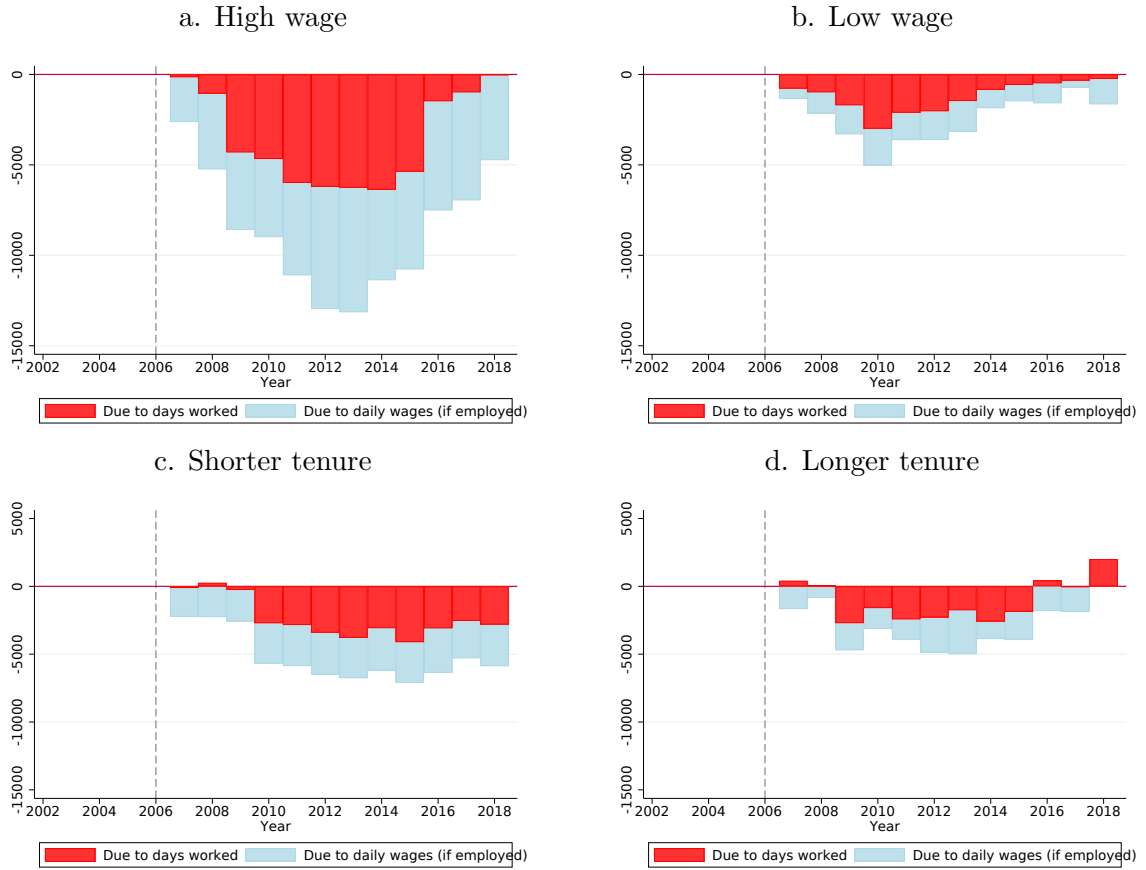 a. High wage
0
-5000
-10000
-15000
2002 2004 2006 2008 2010 2012 2014 2016 2018
Year
Due to days worked Due to daily wages (if employed)
b. Low wage
0
-5000
-10000
-15000
2002 2004 2006 2008 2010 2012 2014 2016 2018
Year
Due to days worked Due to daily wages (if employed)
c. Shorter tenure
5000
0
-5000
-10000
-15000
2002 2004 2006 2008 2010 2012 2014 2016 2018
Year
Due to days worked Due to daily wages (if employed)
d. Longer tenure
5000
0
-5000
-10000
-15000
2002 2004 2006 2008 2010 2012 2014 2016 2018
Year
Due to days worked Due to daily wages (if employed)